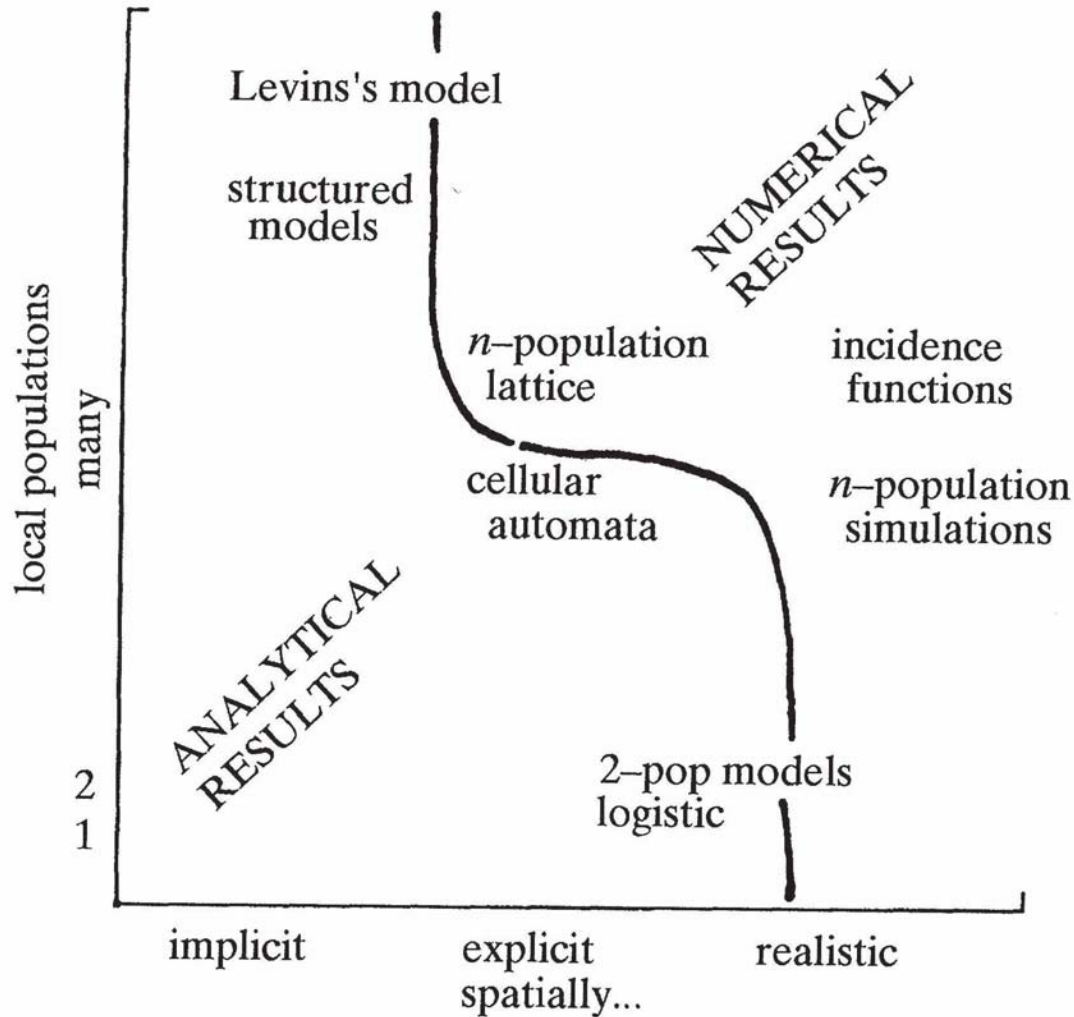 Levins's model
structured
models
NUMERICAL
RESULTS
n–population
lattice
incidence
functions
cellular
automata
n–population
simulations
local populations
many
ANALYTICAL
RESULTS
2–pop models
logistic
2
1
implicit
explicit
realistic
spatially...